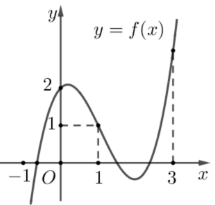 y
y = f(x)
2
1
−1 O 1 3 x